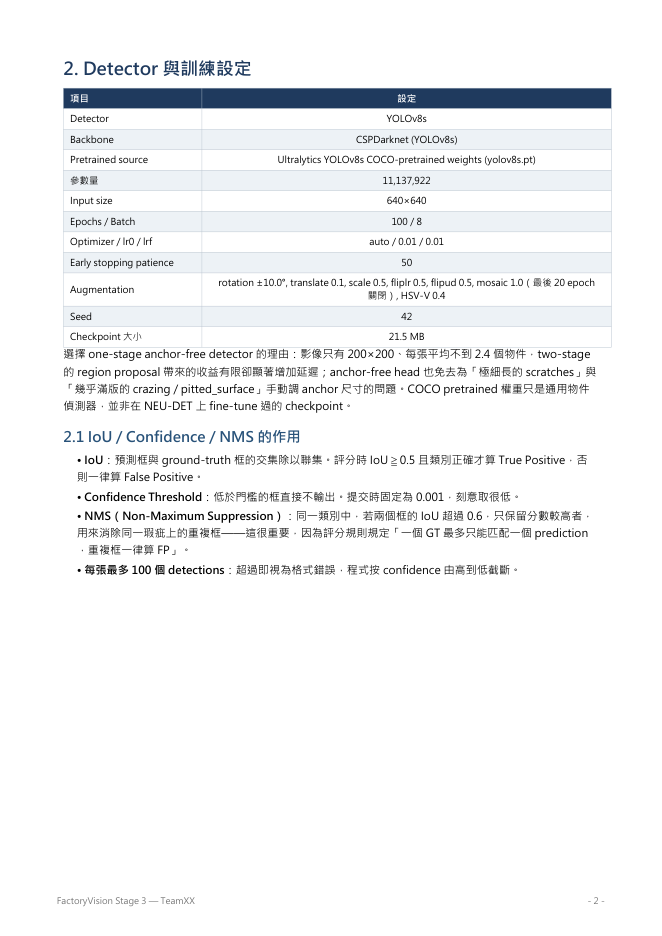 2. Detector 與訓練設定
項目 設定
Detector YOLOv8s
Backbone CSPDarknet (YOLOv8s)
Pretrained source Ultralytics YOLOv8s COCO-pretrained weights (yolov8s.pt)
參數量 11,137,922
Input size 640×640
Epochs / Batch 100 / 8
Optimizer / lr0 / lrf auto / 0.01 / 0.01
Early stopping patience 50
Augmentation rotation ±10.0°, translate 0.1, scale 0.5, fliplr 0.5, flipud 0.5, mosaic 1.0（最後 20 epoch
關閉）, HSV-V 0.4
Seed 42
Checkpoint 大小 21.5 MB
選擇 one-stage anchor-free detector 的理由：影像只有 200×200、每張平均不到 2.4 個物件，two-stage
的 region proposal 帶來的收益有限卻顯著增加延遲；anchor-free head 也免去為「極細長的 scratches」與
「幾乎滿版的 crazing / pitted_surface」手動調 anchor 尺寸的問題。COCO pretrained 權重只是通用物件
偵測器，並非在 NEU-DET 上 fine-tune 過的 checkpoint。
2.1 IoU / Confidence / NMS 的作用
• IoU：預測框與 ground-truth 框的交集除以聯集。評分時 IoU ≥ 0.5 且類別正確才算 True Positive，否
則一律算 False Positive。
• Confidence Threshold：低於門檻的框直接不輸出。提交時固定為 0.001，刻意取很低。
• NMS（Non-Maximum Suppression）：同一類別中，若兩個框的 IoU 超過 0.6，只保留分數較高者，
用來消除同一瑕疵上的重複框——這很重要，因為評分規則規定「一個 GT 最多只能匹配一個 prediction
，重複框一律算 FP」。
• 每張最多 100 個 detections：超過即視為格式錯誤，程式按 confidence 由高到低截斷。
FactoryVision Stage 3 — TeamXX - 2 -